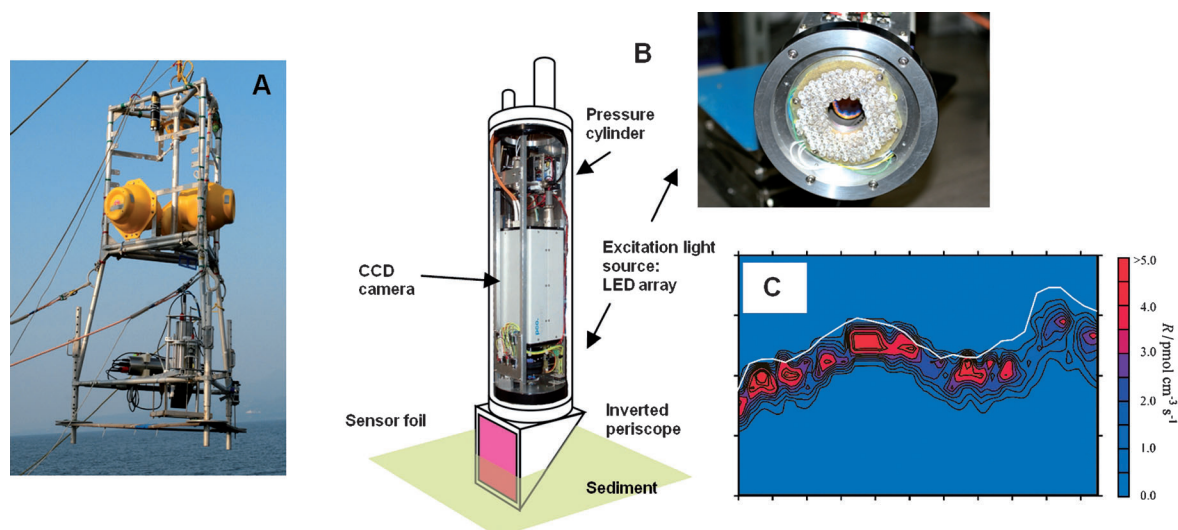 A
B
Pressure
cylinder
CCD
camera
Excitation light
source:
LED array
pco.
Sensor foil
Inverted
periscope
Sediment
C
>5.0
4.0
3.0
2.0
1.0
0.0
R/pmol cm⁻³ s⁻¹